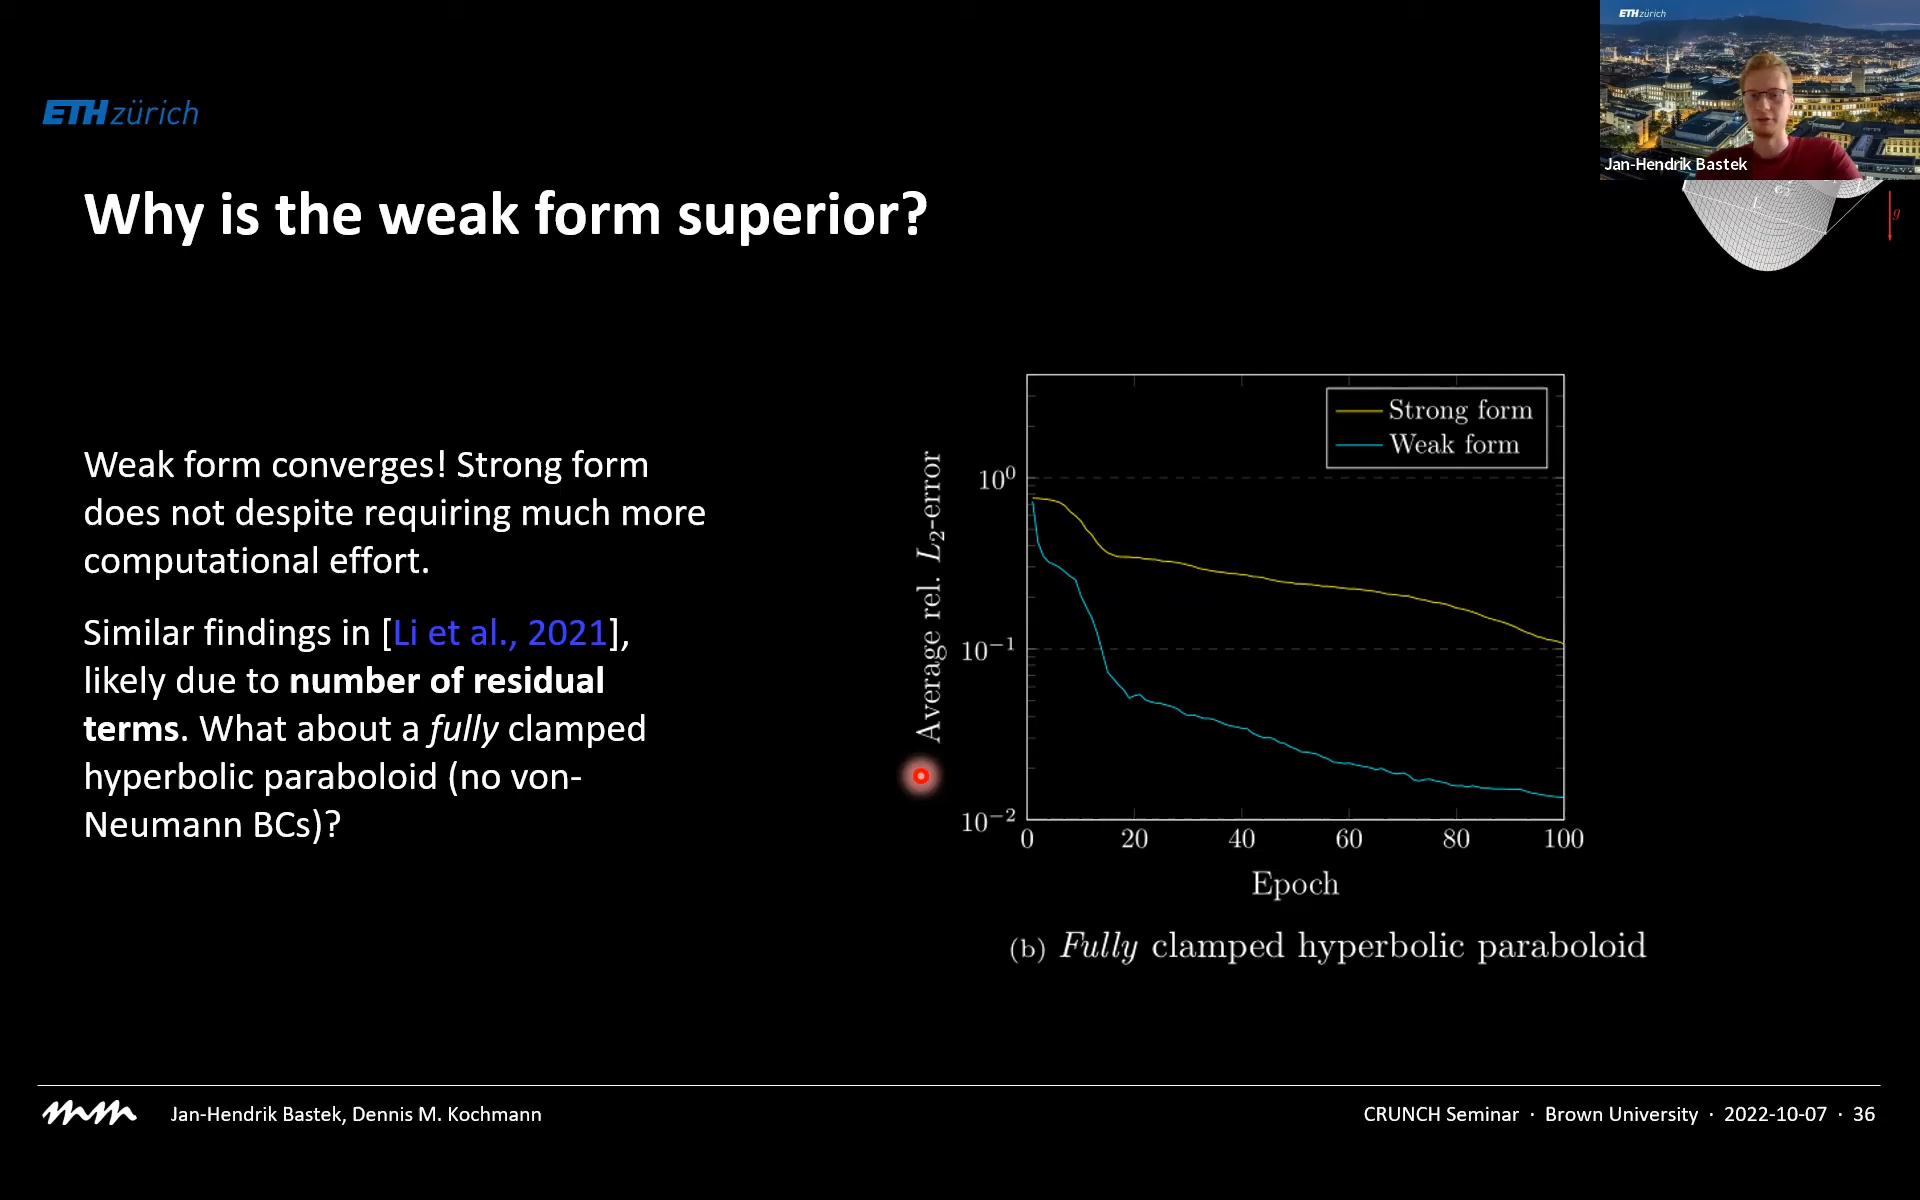 ETH zürich
ETH zürich
Jan-Hendrik Bastek
L
g
Why is the weak form superior?
Weak form converges! Strong form
does not despite requiring much more
computational effort.
Similar findings in [Li et al., 2021],
likely due to number of residual
terms. What about a fully clamped
hyperbolic paraboloid (no von-
Neumann BCs)?
Strong form
Weak form
Average rel. L₂-error
10⁰
10⁻¹
10⁻²
0 20 40 60 80 100
Epoch
(b) Fully clamped hyperbolic paraboloid
Jan-Hendrik Bastek, Dennis M. Kochmann
CRUNCH Seminar · Brown University · 2022-10-07 · 36